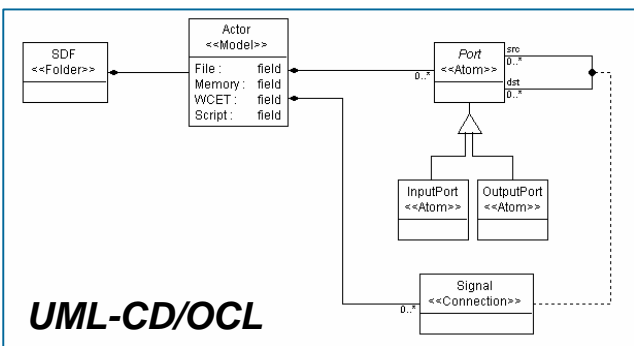 SDF
<<Folder>>
Actor
<<Model>>
File : field
Memory : field
WCET : field
Script : field
0..*
Port
<<Atom>>
src
0..*
dst
0..*
InputPort
<<Atom>>
OutputPort
<<Atom>>
Signal
<<Connection>>
0..*
UML-CD/OCL